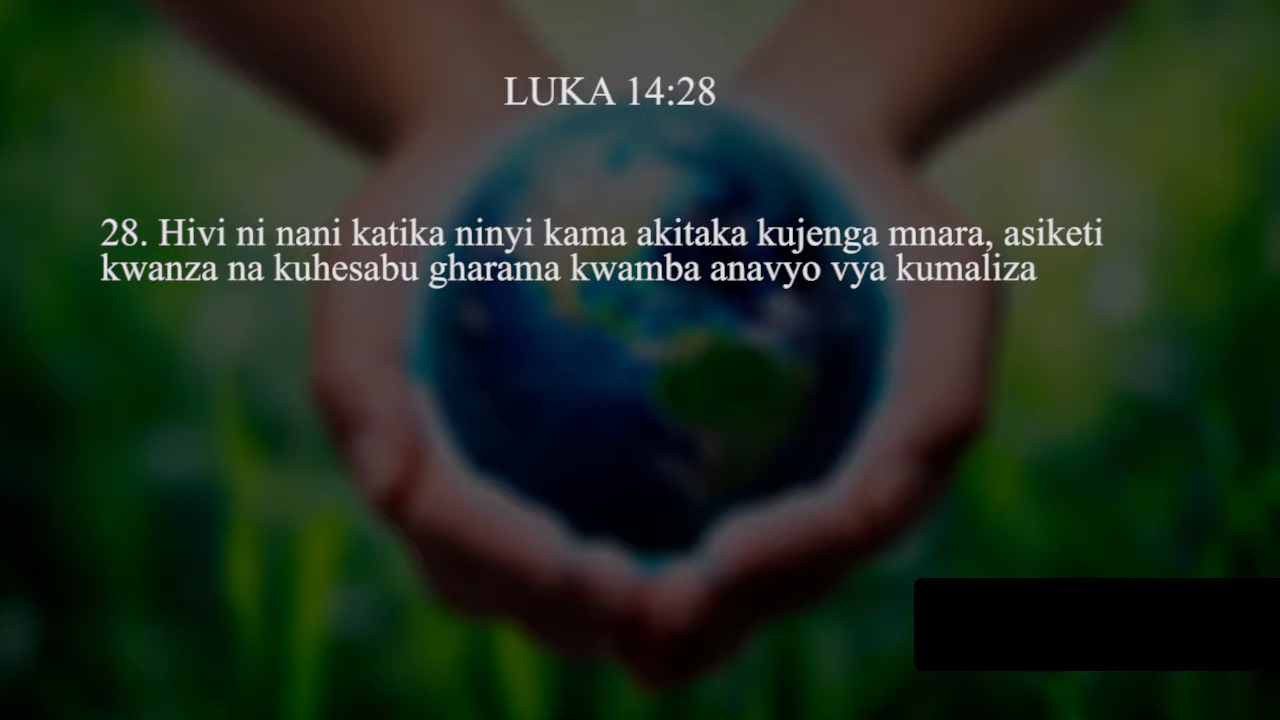 LUKA 14:28
28. Hivi ni nani katika ninyi kama akitaka kujenga mnara, asiketi
kwanza na kuhesabu gharama kwamba anavyo vya kumaliza